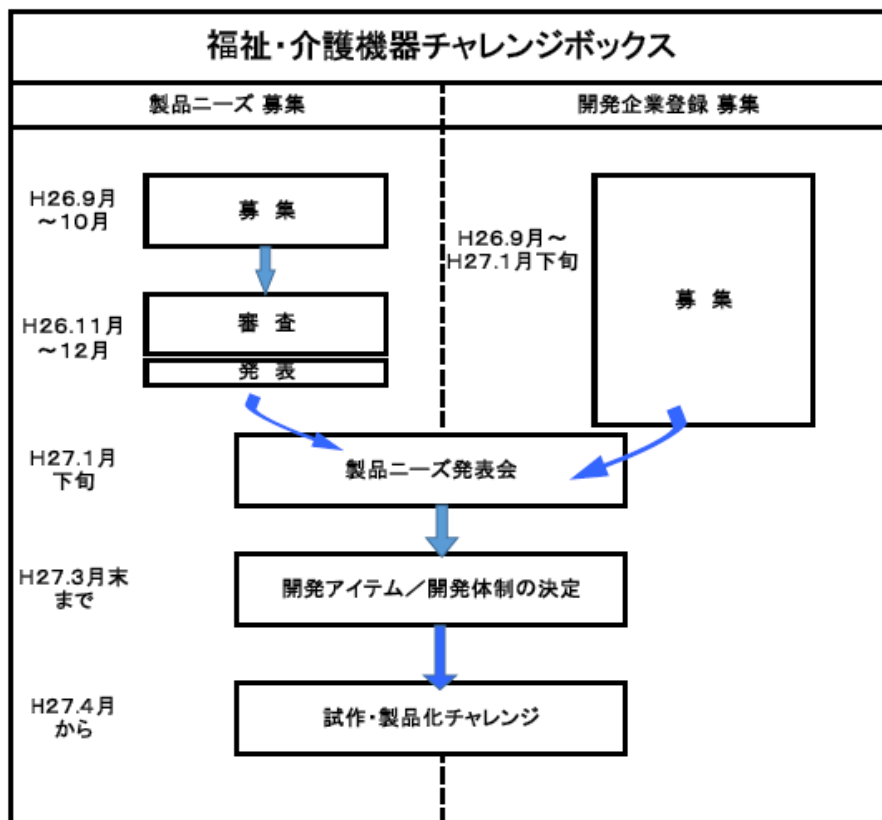 福祉・介護機器チャレンジボックス
製品ニーズ 募集
開発企業登録 募集
H26.9月
～10月
募 集
H26.9月～
H27.1月下旬
募 集
H26.11月
～12月
審 査
発 表
H27.1月
下旬
製品ニーズ発表会
H27.3月末
まで
開発アイテム／開発体制の決定
H27.4月
から
試作・製品化チャレンジ